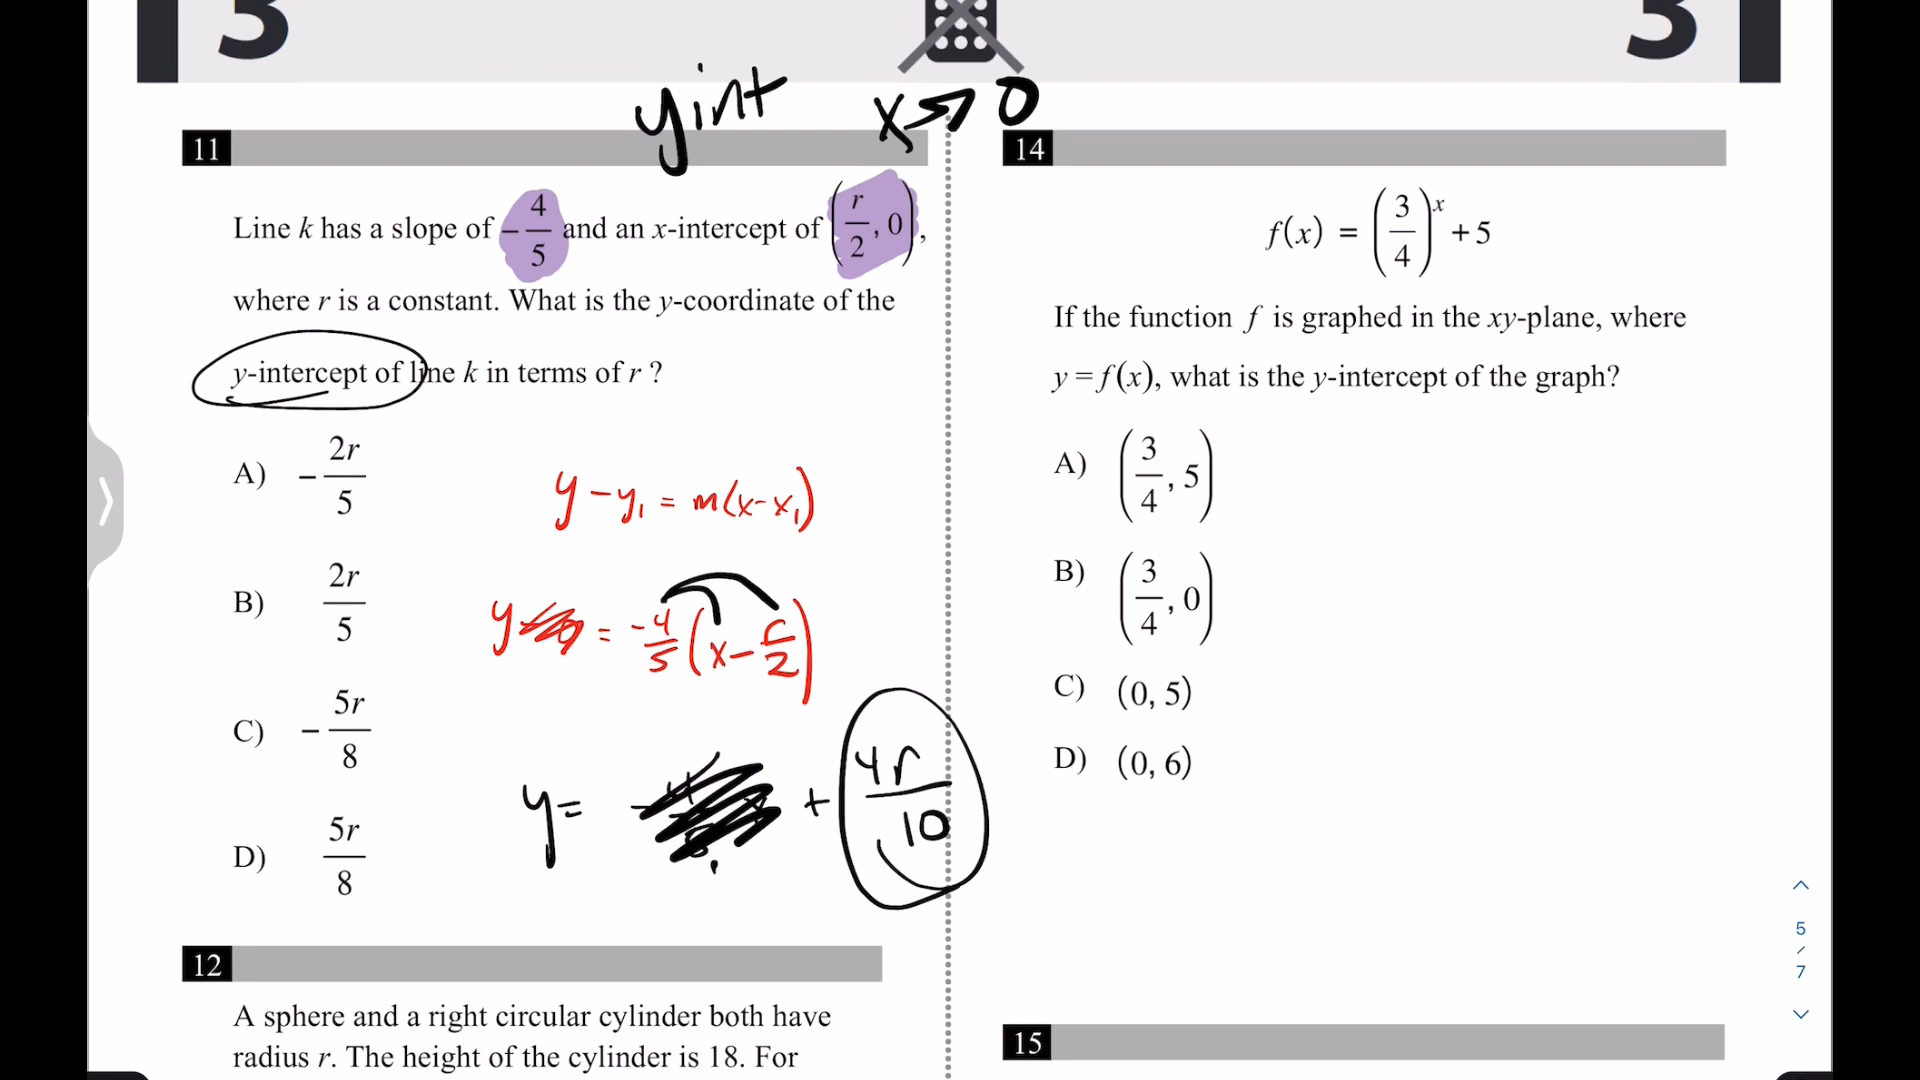 3
3
yint x→0
11
Line k has a slope of -4/5 and an x-intercept of (r/2, 0),
where r is a constant. What is the y-coordinate of the
y-intercept of line k in terms of r ?
A) -2r/5
B) 2r/5
C) -5r/8
D) 5r/8
y-y₁ = m(x-x₁)
y = -4/5(x-r/2)
y= + 4r/10
12
A sphere and a right circular cylinder both have
radius r. The height of the cylinder is 18. For
14
f(x) = (3/4)^x +5
If the function f is graphed in the xy-plane, where
y = f(x), what is the y-intercept of the graph?
A) (3/4, 5)
B) (3/4, 0)
C) (0, 5)
D) (0, 6)
15
5
/
7